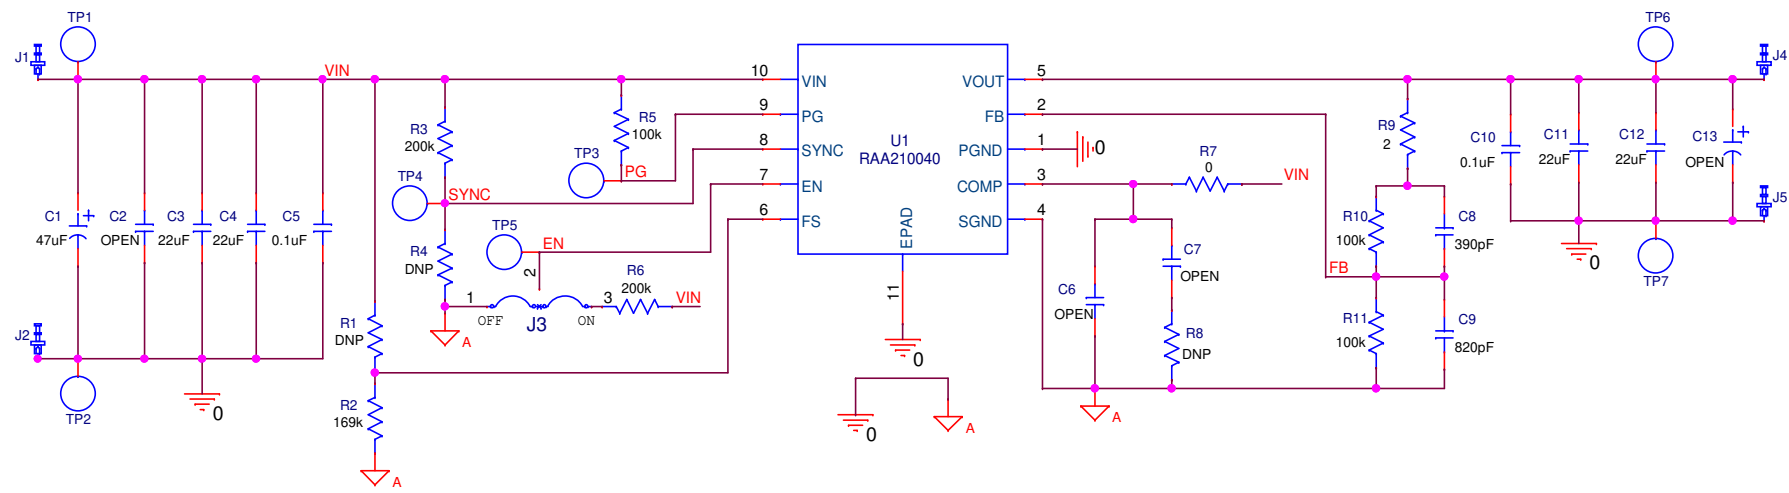 TP1
J1
VIN
R3
200k
R5
100k
TP3
PG
TP4
SYNC
C1
47uF
C2
OPEN
C3
22uF
C4
22uF
C5
0.1uF
R4
DNP
TP5
EN
2
1
3
R6
200k
VIN
OFF
J3
ON
A
J2
TP2
0
R1
DNP
R2
169k
A
10
9
8
7
6
VIN
PG
SYNC
EN
FS
U1
RAA210040
VOUT
FB
PGND
COMP
SGND
EPAD
5
2
1
3
4
11
0
0
0
A
R7
0
VIN
C7
OPEN
C6
OPEN
R8
DNP
A
R9
2
R10
100k
C8
390pF
FB
R11
100k
C9
820pF
C10
0.1uF
C11
22uF
C12
22uF
C13
OPEN
TP6
J4
J5
0
TP7